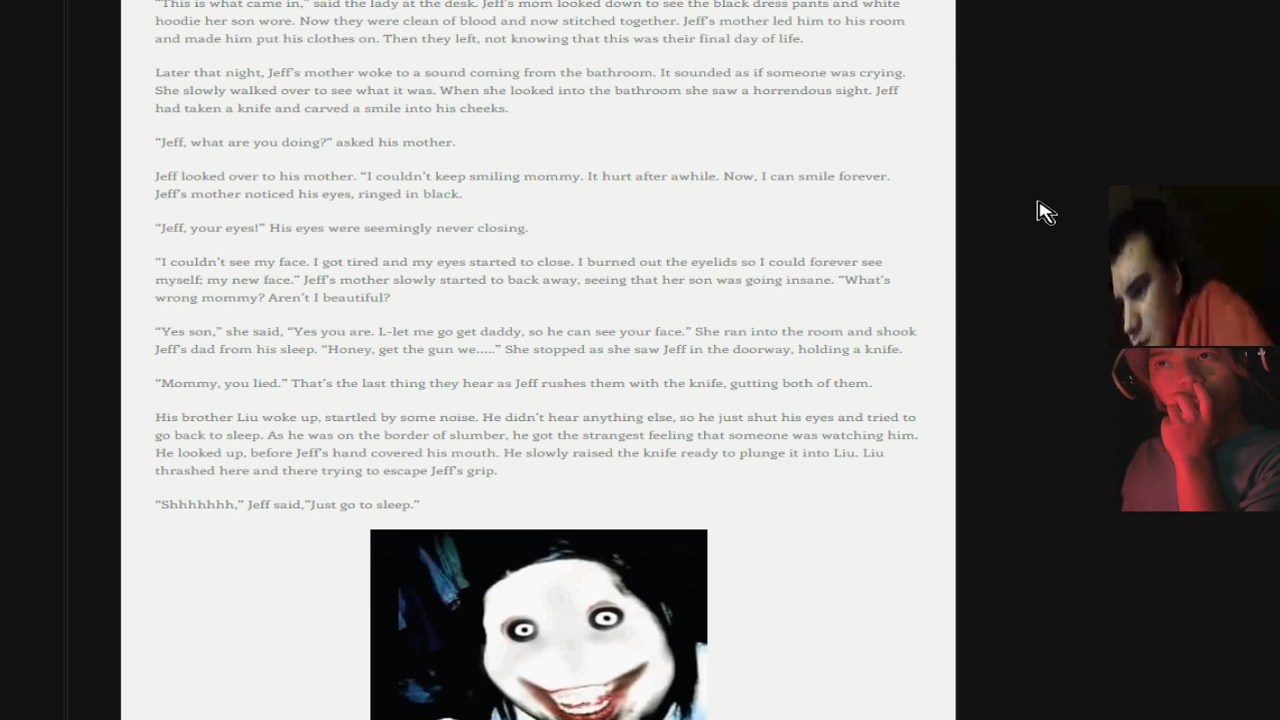 "This is what came in," said the lady at the desk. Jeff's mom looked down to see the black dress pants and white
hoodie her son wore. Now they were clean of blood and now stitched together. Jeff's mother led him to his room
and made him put his clothes on. Then they left, not knowing that this was their final day of life.
Later that night, Jeff's mother woke to a sound coming from the bathroom. It sounded as if someone was crying.
She slowly walked over to see what it was. When she looked into the bathroom she saw a horrendous sight. Jeff
had taken a knife and carved a smile into his cheeks.
"Jeff, what are you doing?" asked his mother.
Jeff looked over to his mother. "I couldn't keep smiling mommy. It hurt after awhile. Now, I can smile forever.
Jeff's mother noticed his eyes, ringed in black.
"Jeff, your eyes!" His eyes were seemingly never closing.
"I couldn't see my face. I got tired and my eyes started to close. I burned out the eyelids so I could forever see
myself; my new face." Jeff's mother slowly started to back away, seeing that her son was going insane. "What's
wrong mommy? Aren't I beautiful?
"Yes son," she said, "Yes you are. L-let me go get daddy, so he can see your face." She ran into the room and shook
Jeff's dad from his sleep. "Honey, get the gun we....." She stopped as she saw Jeff in the doorway, holding a knife.
"Mommy, you lied." That's the last thing they hear as Jeff rushes them with the knife, gutting both of them.
His brother Liu woke up, startled by some noise. He didn't hear anything else, so he just shut his eyes and tried to
go back to sleep. As he was on the border of slumber, he got the strangest feeling that someone was watching him.
He looked up, before Jeff's hand covered his mouth. He slowly raised the knife ready to plunge it into Liu. Liu
thrashed here and there trying to escape Jeff's grip.
"Shhhhhhh," Jeff said,"Just go to sleep."